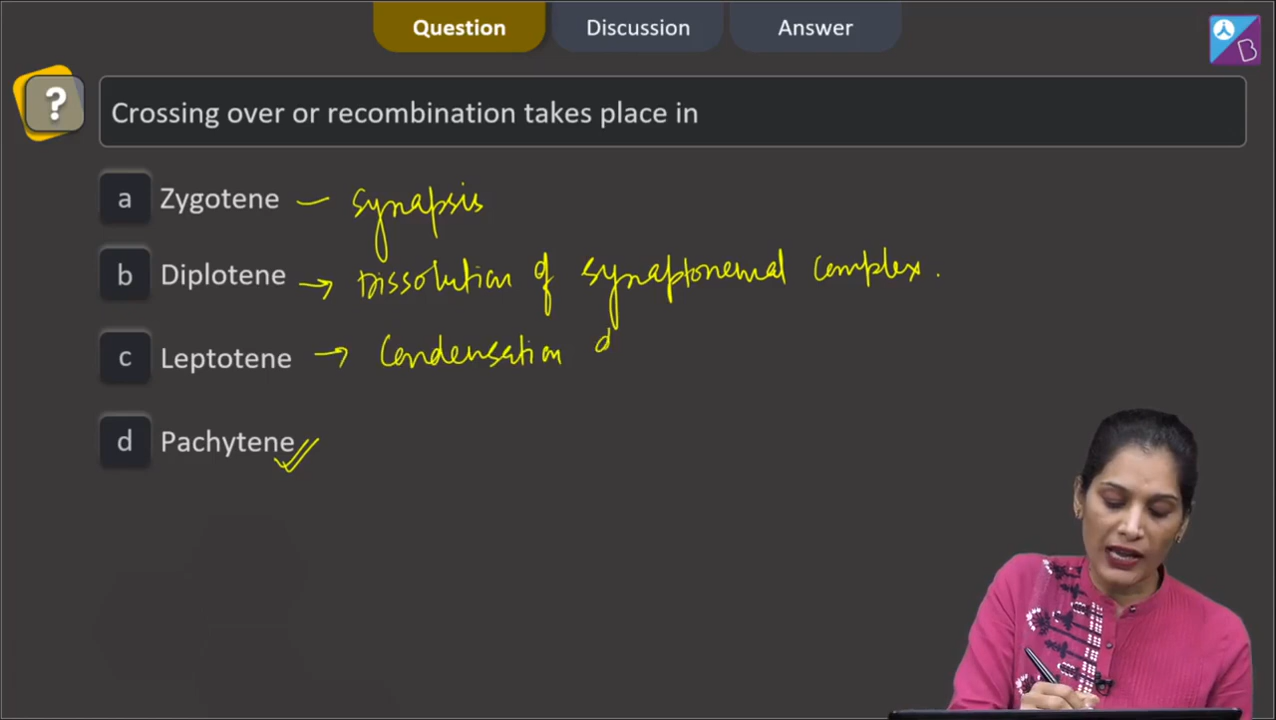 Question Discussion Answer
B
?
Crossing over or recombination takes place in
a Zygotene – Synapsis
b Diplotene → Dissolution of synaptonemal complex.
c Leptotene → Condensation
d Pachytene ✓